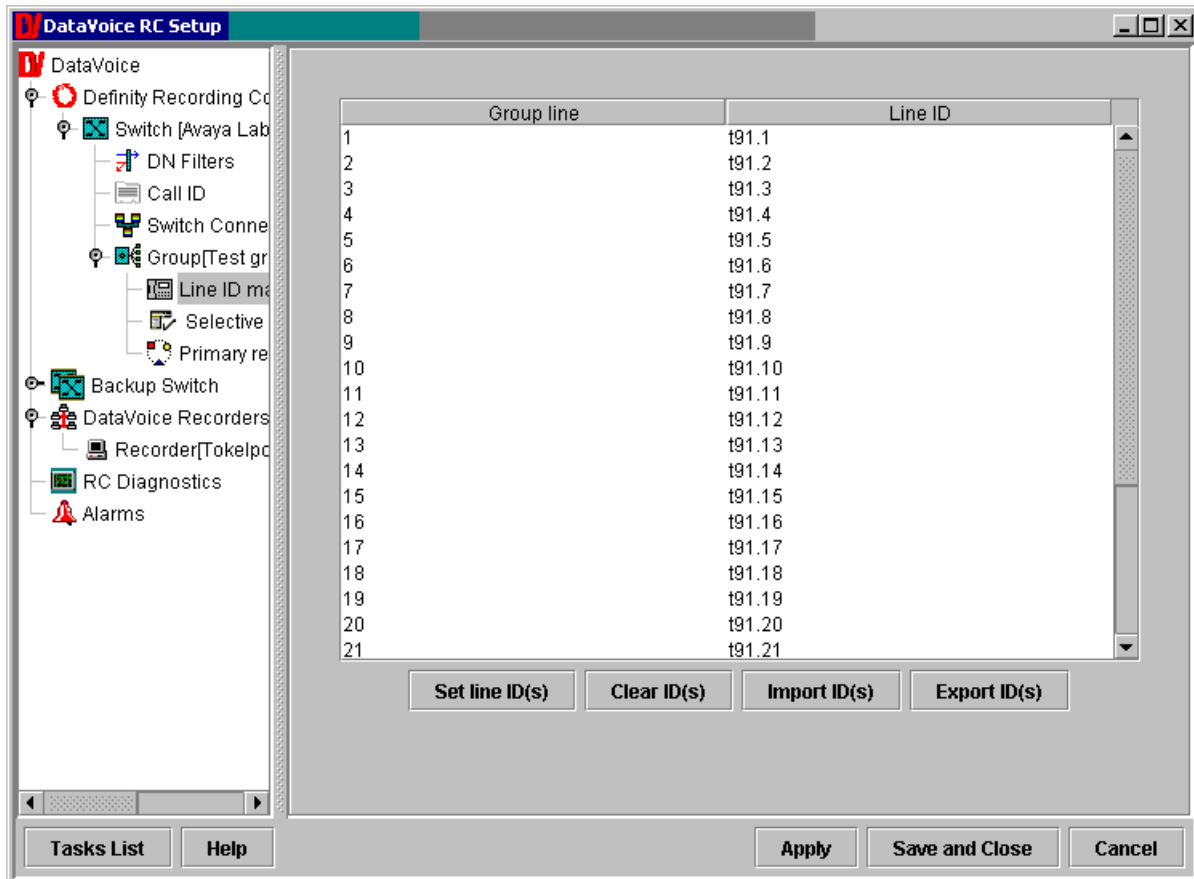 DataVoice RC Setup
DataVoice
Definity Recording Co
Switch [Avaya Lab
DN Filters
Call ID
Switch Conne
Group[Test gr
Line ID ma
Selective
Primary re
Backup Switch
DataVoice Recorders
Recorder[Tokelpo
RC Diagnostics
Alarms
Group line Line ID
1 t91.1
2 t91.2
3 t91.3
4 t91.4
5 t91.5
6 t91.6
7 t91.7
8 t91.8
9 t91.9
10 t91.10
11 t91.11
12 t91.12
13 t91.13
14 t91.14
15 t91.15
16 t91.16
17 t91.17
18 t91.18
19 t91.19
20 t91.20
21 t91.21
Set line ID(s) Clear ID(s) Import ID(s) Export ID(s)
Tasks List Help Apply Save and Close Cancel